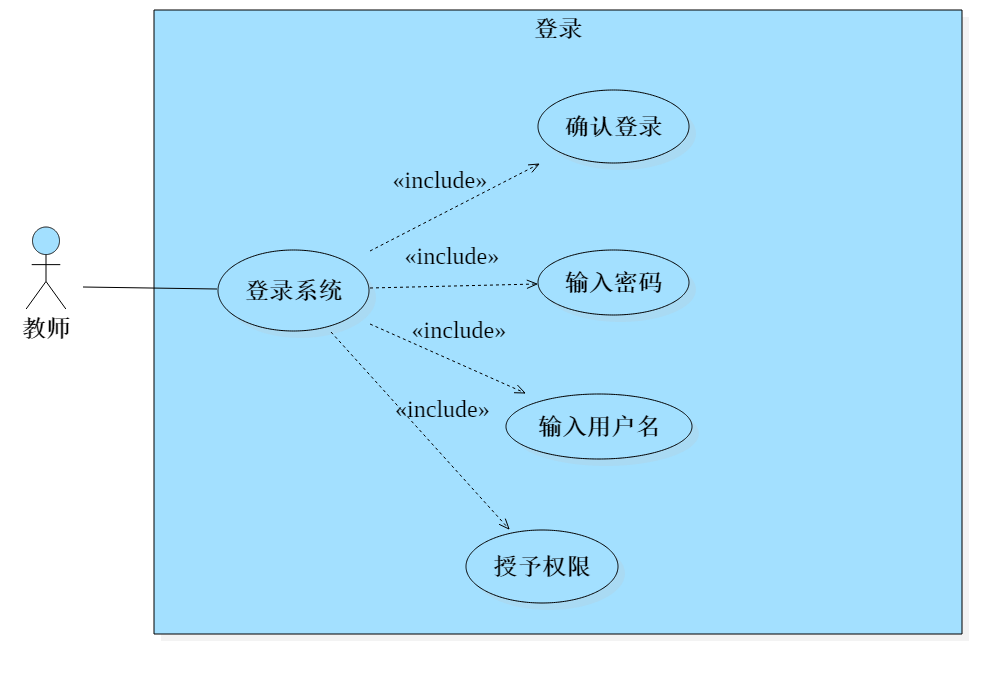 登录
确认登录
«include»
«include»
登录系统
输入密码
教师
«include»
«include»
输入用户名
授予权限